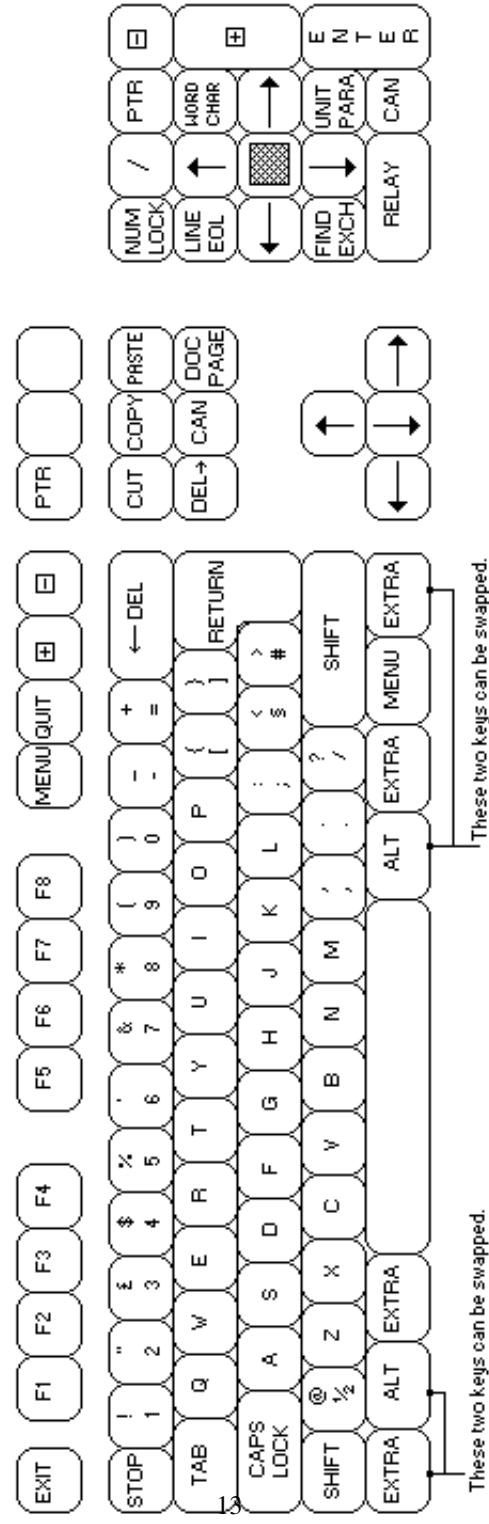 EXIT F1 F2 F3 F4 F5 F6 F7 F8 MENU QUIT ⊞ ⊟ PTR
STOP ! 1 " 2 £ 3 $ 4 % 5 ' 6 & 7 * 8 ( 9 ) 0 - - + = ← DEL CUT COPY PASTE NUM LOCK / PTR ⊟
TAB Q W E R T Y U I O P { [ } ] RETURN DEL→ CAN DOC PAGE LINE EOL ↑ WORD CHAR ⊞
CAPS LOCK A S D F G H J K L : ; < § ^ # ← →
SHIFT @ ½ Z X C V B N M , , . . ? / SHIFT ↑ FIND EXCH ↓ UNIT PARA ENTER
EXTRA ALT EXTRA ALT EXTRA MENU EXTRA ← ↓ → RELAY CAN
These two keys can be swapped.
These two keys can be swapped.
13